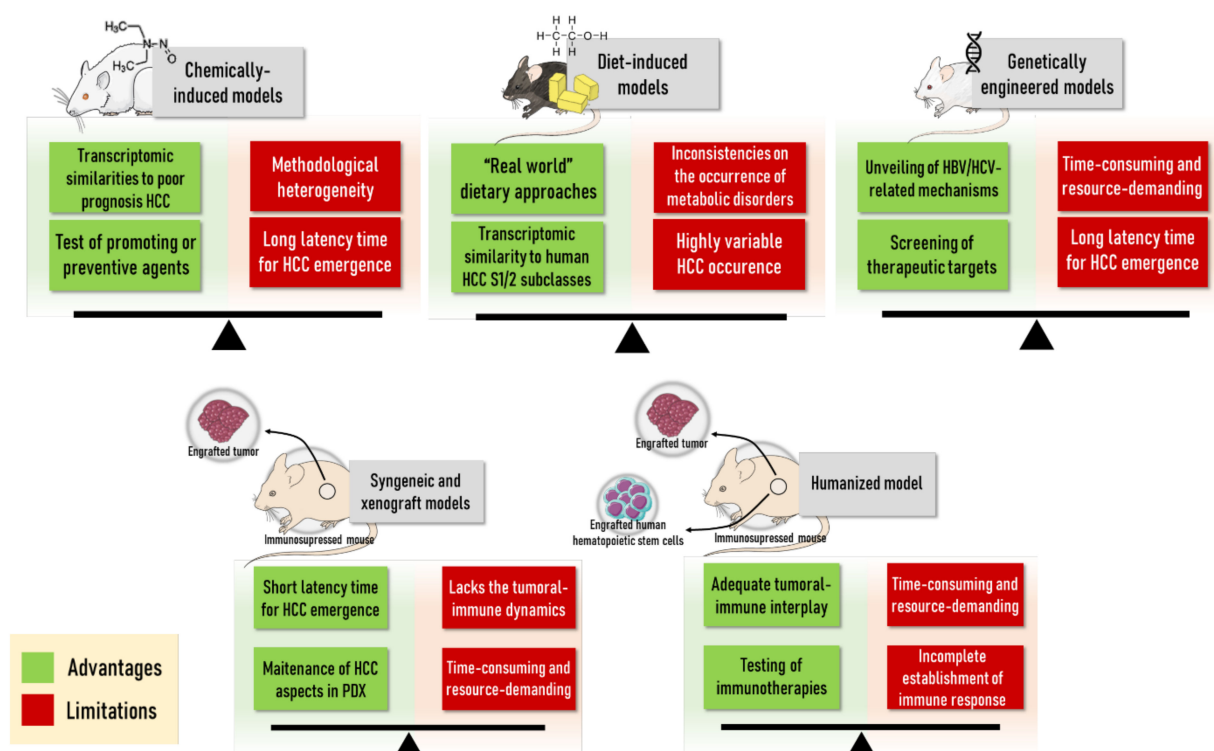 H₃C
N–N
O
H₃C
Chemically-
induced models
Transcriptomic
similarities to poor
prognosis HCC
Methodological
heterogeneity
Test of promoting or
preventive agents
Long latency time
for HCC emergence
H H
H–C–C–O–H
H H
Diet-induced
models
“Real world”
dietary approaches
Inconsistencies on
the occurrence of
metabolic disorders
Transcriptomic
similarity to human
HCC S1/2 subclasses
Highly variable
HCC occurence
Genetically
engineered models
Unveiling of HBV/HCV-
related mechanisms
Time-consuming and
resource-demanding
Screening of
therapeutic targets
Long latency time
for HCC emergence
Engrafted tumor
Syngeneic and
xenograft models
Immunosupressed mouse
Short latency time
for HCC emergence
Lacks the tumoral-
immune dynamics
Maitenance of HCC
aspects in PDX
Time-consuming and
resource-demanding
Engrafted tumor
Engrafted human
hematopoietic stem cells
Humanized model
Immunosupressed mouse
Adequate tumoral-
immune interplay
Time-consuming and
resource-demanding
Testing of
immunotherapies
Incomplete
establishment of
immune response
Advantages
Limitations